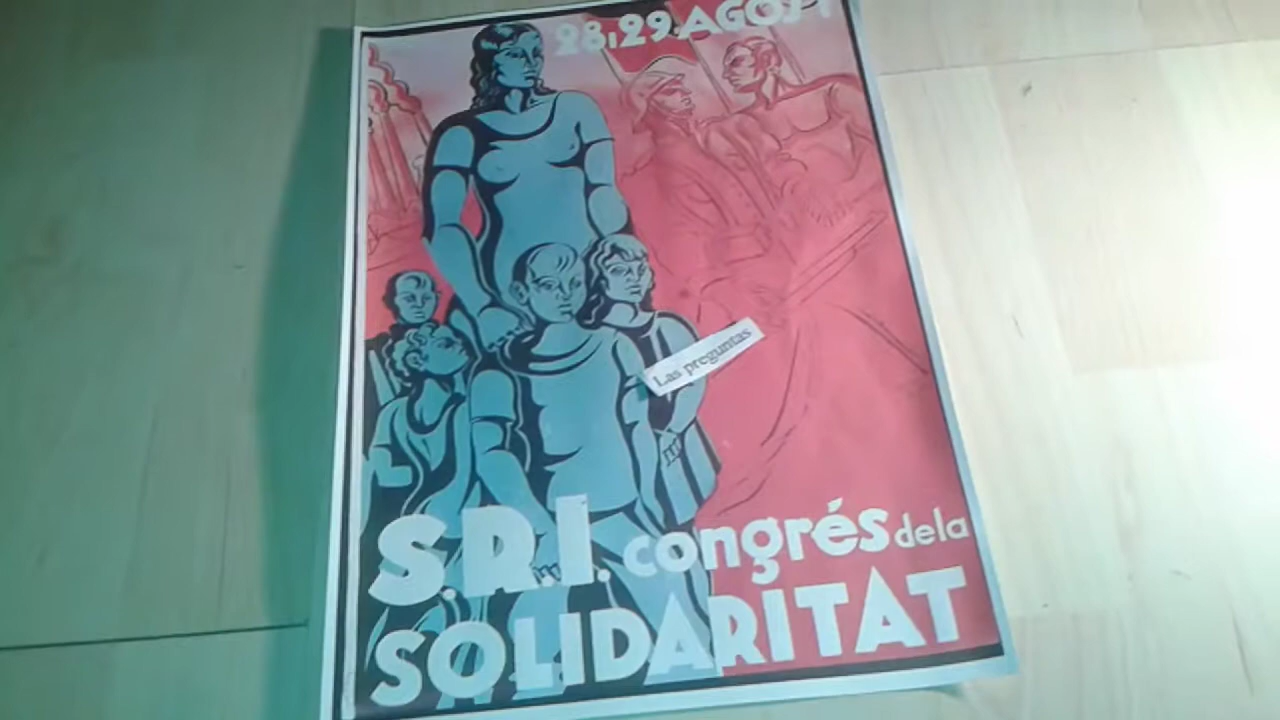 28 i 29 AGOST
Las preguntas
S.R.I. congrés de la
SOLIDARITAT